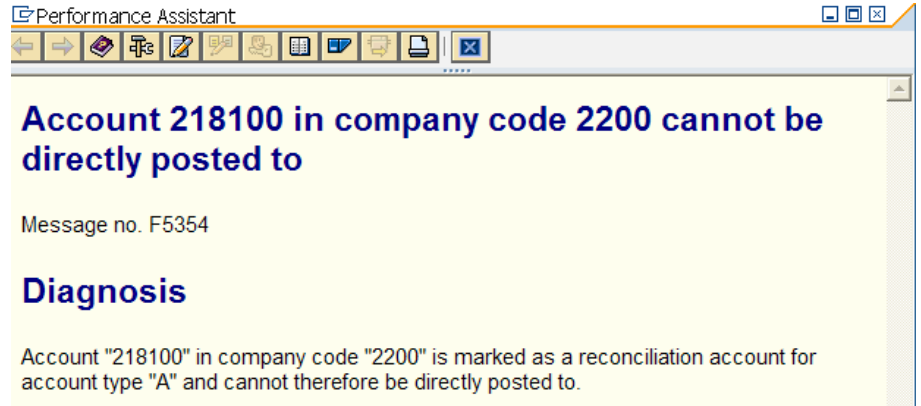 Performance Assistant
Account 218100 in company code 2200 cannot be
directly posted to
Message no. F5354
Diagnosis
Account "218100" in company code "2200" is marked as a reconciliation account for
account type "A" and cannot therefore be directly posted to.